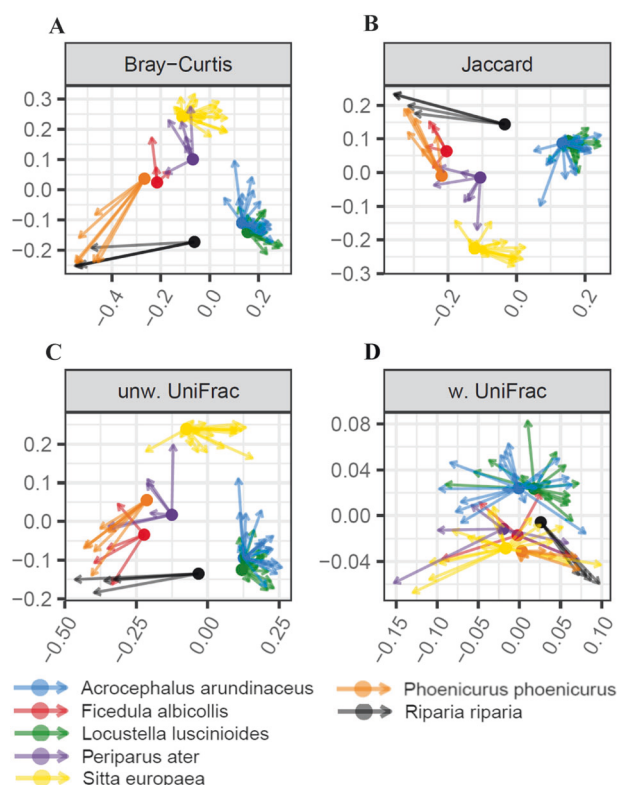 A
B
Bray−Curtis
Jaccard
0.3
0.2
0.1
0.0
−0.1
−0.2
−0.4
−0.2
0.0
0.2
0.2
0.1
0.0
−0.1
−0.2
−0.3
−0.2
0.0
0.2
C
D
unw. UniFrac
w. UniFrac
0.2
0.1
0.0
−0.1
−0.2
−0.50
−0.25
0.00
0.25
0.08
0.04
0.00
−0.04
−0.15
−0.10
−0.05
0.00
0.05
0.10
Acrocephalus arundinaceus
Phoenicurus phoenicurus
Ficedula albicollis
Riparia riparia
Locustella luscinioides
Periparus ater
Sitta europaea